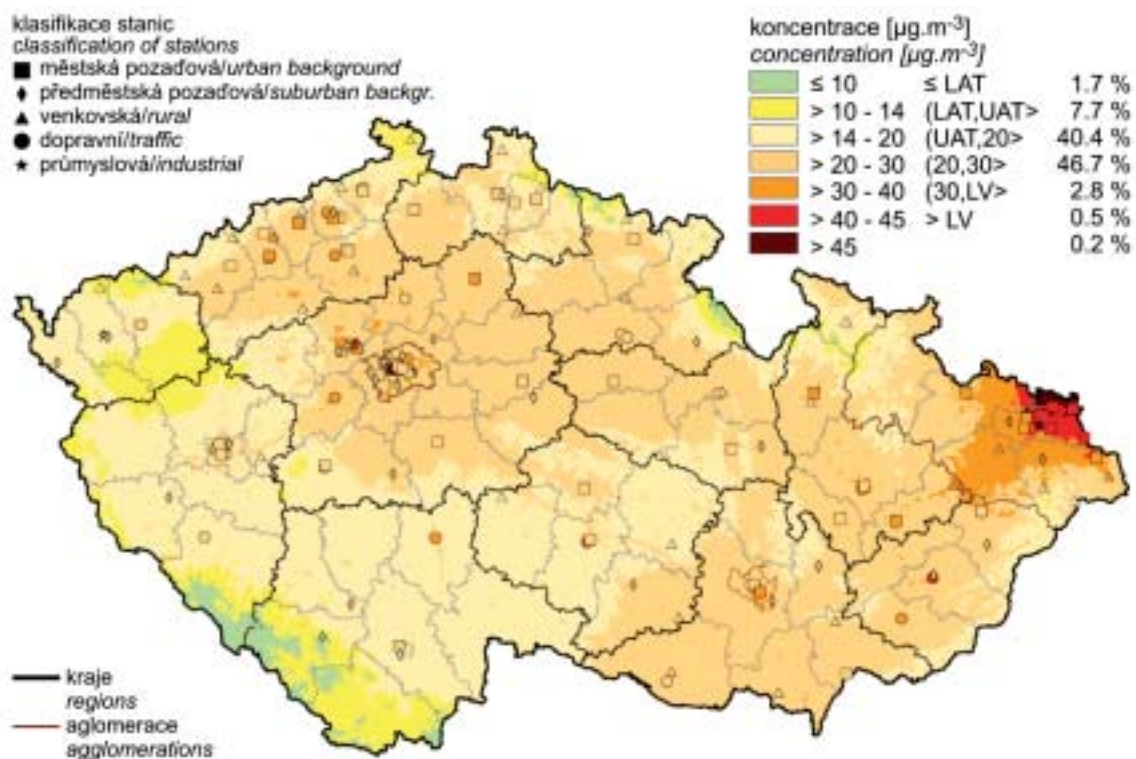 klasifikace stanic
classification of stations
městská pozaďová/urban background
předměstská pozaďová/suburban backgr.
venkovská/rural
dopravní/traffic
průmyslová/industrial
koncentrace [µg.m-3]
concentration [µg.m-3]
≤ 10 ≤ LAT 1.7 %
> 10 - 14 (LAT,UAT> 7.7 %
> 14 - 20 (UAT,20> 40.4 %
> 20 - 30 (20,30> 46.7 %
> 30 - 40 (30,LV> 2.8 %
> 40 - 45 > LV 0.5 %
> 45 0.2 %
kraje
regions
aglomerace
agglomerations